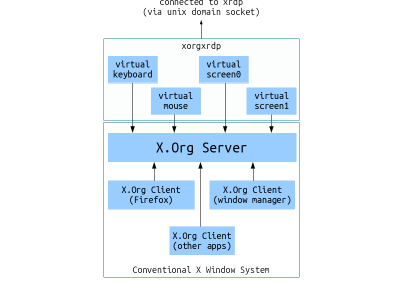 connected to xrdp
(via unix domain socket)
xorgxrdp
virtual
keyboard
virtual
screen0
virtual
mouse
virtual
screen1
X.Org Server
X.Org Client
(Firefox)
X.Org Client
(window manager)
X.Org Client
(other apps)
Conventional X Window System